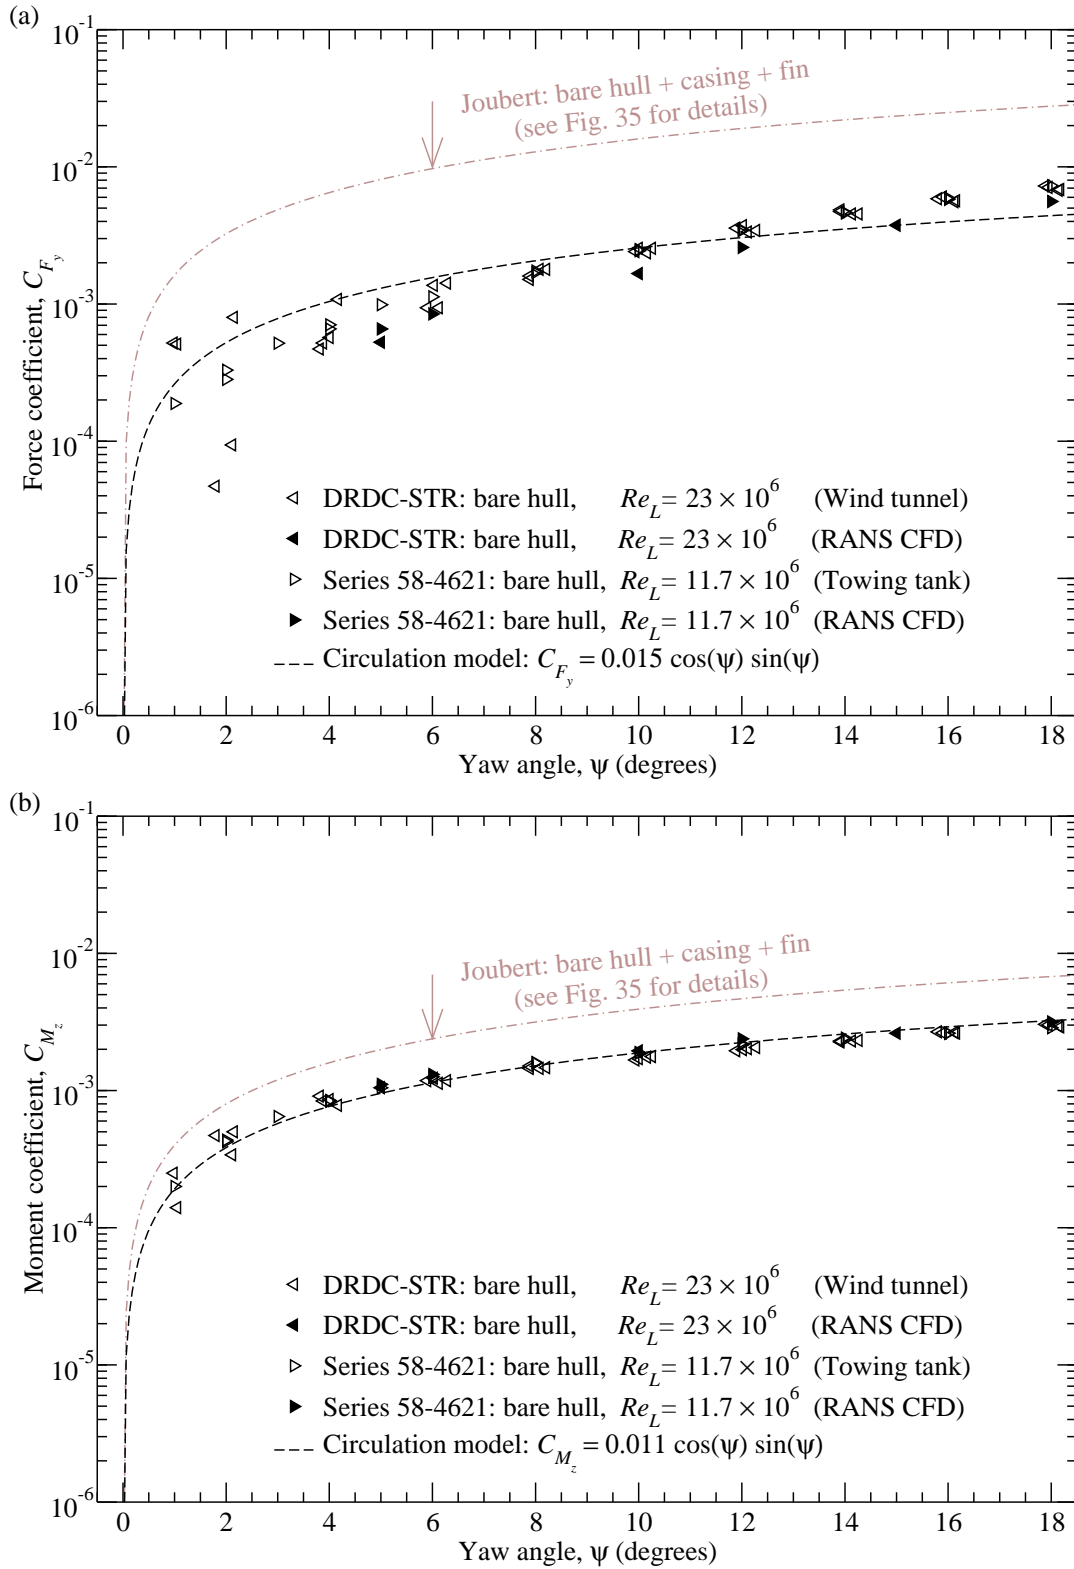 (a)
10^-1
10^-2
10^-3
10^-4
10^-5
10^-6
Force coefficient, C_{F_y}
Joubert: bare hull + casing + fin
(see Fig. 35 for details)
DRDC-STR: bare hull, Re_L = 23 × 10^6 (Wind tunnel)
DRDC-STR: bare hull, Re_L = 23 × 10^6 (RANS CFD)
Series 58-4621: bare hull, Re_L = 11.7 × 10^6 (Towing tank)
Series 58-4621: bare hull, Re_L = 11.7 × 10^6 (RANS CFD)
Circulation model: C_{F_y} = 0.015 cos(ψ) sin(ψ)
0 2 4 6 8 10 12 14 16 18
Yaw angle, ψ (degrees)
(b)
10^-1
10^-2
10^-3
10^-4
10^-5
10^-6
Moment coefficient, C_{M_z}
Joubert: bare hull + casing + fin
(see Fig. 35 for details)
DRDC-STR: bare hull, Re_L = 23 × 10^6 (Wind tunnel)
DRDC-STR: bare hull, Re_L = 23 × 10^6 (RANS CFD)
Series 58-4621: bare hull, Re_L = 11.7 × 10^6 (Towing tank)
Series 58-4621: bare hull, Re_L = 11.7 × 10^6 (RANS CFD)
Circulation model: C_{M_z} = 0.011 cos(ψ) sin(ψ)
0 2 4 6 8 10 12 14 16 18
Yaw angle, ψ (degrees)